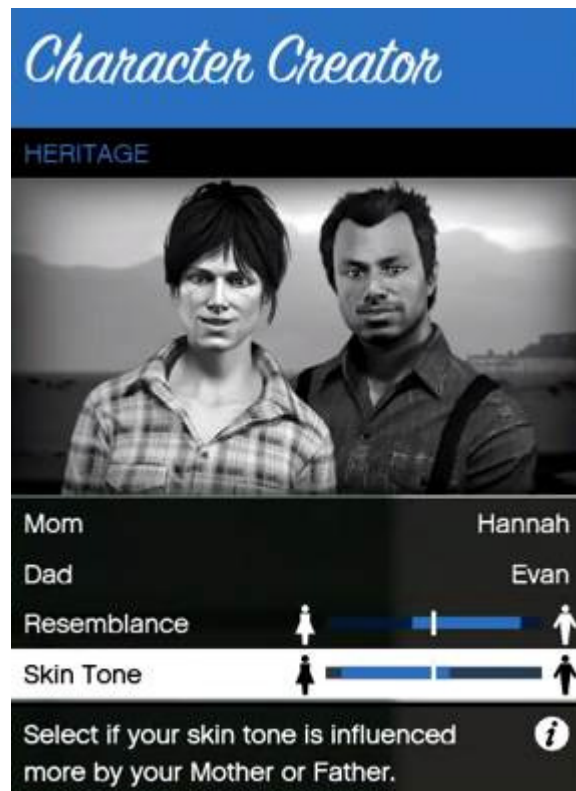 Character Creator
HERITAGE
Mom Hannah
Dad Evan
Resemblance
Skin Tone
Select if your skin tone is influenced
more by your Mother or Father.